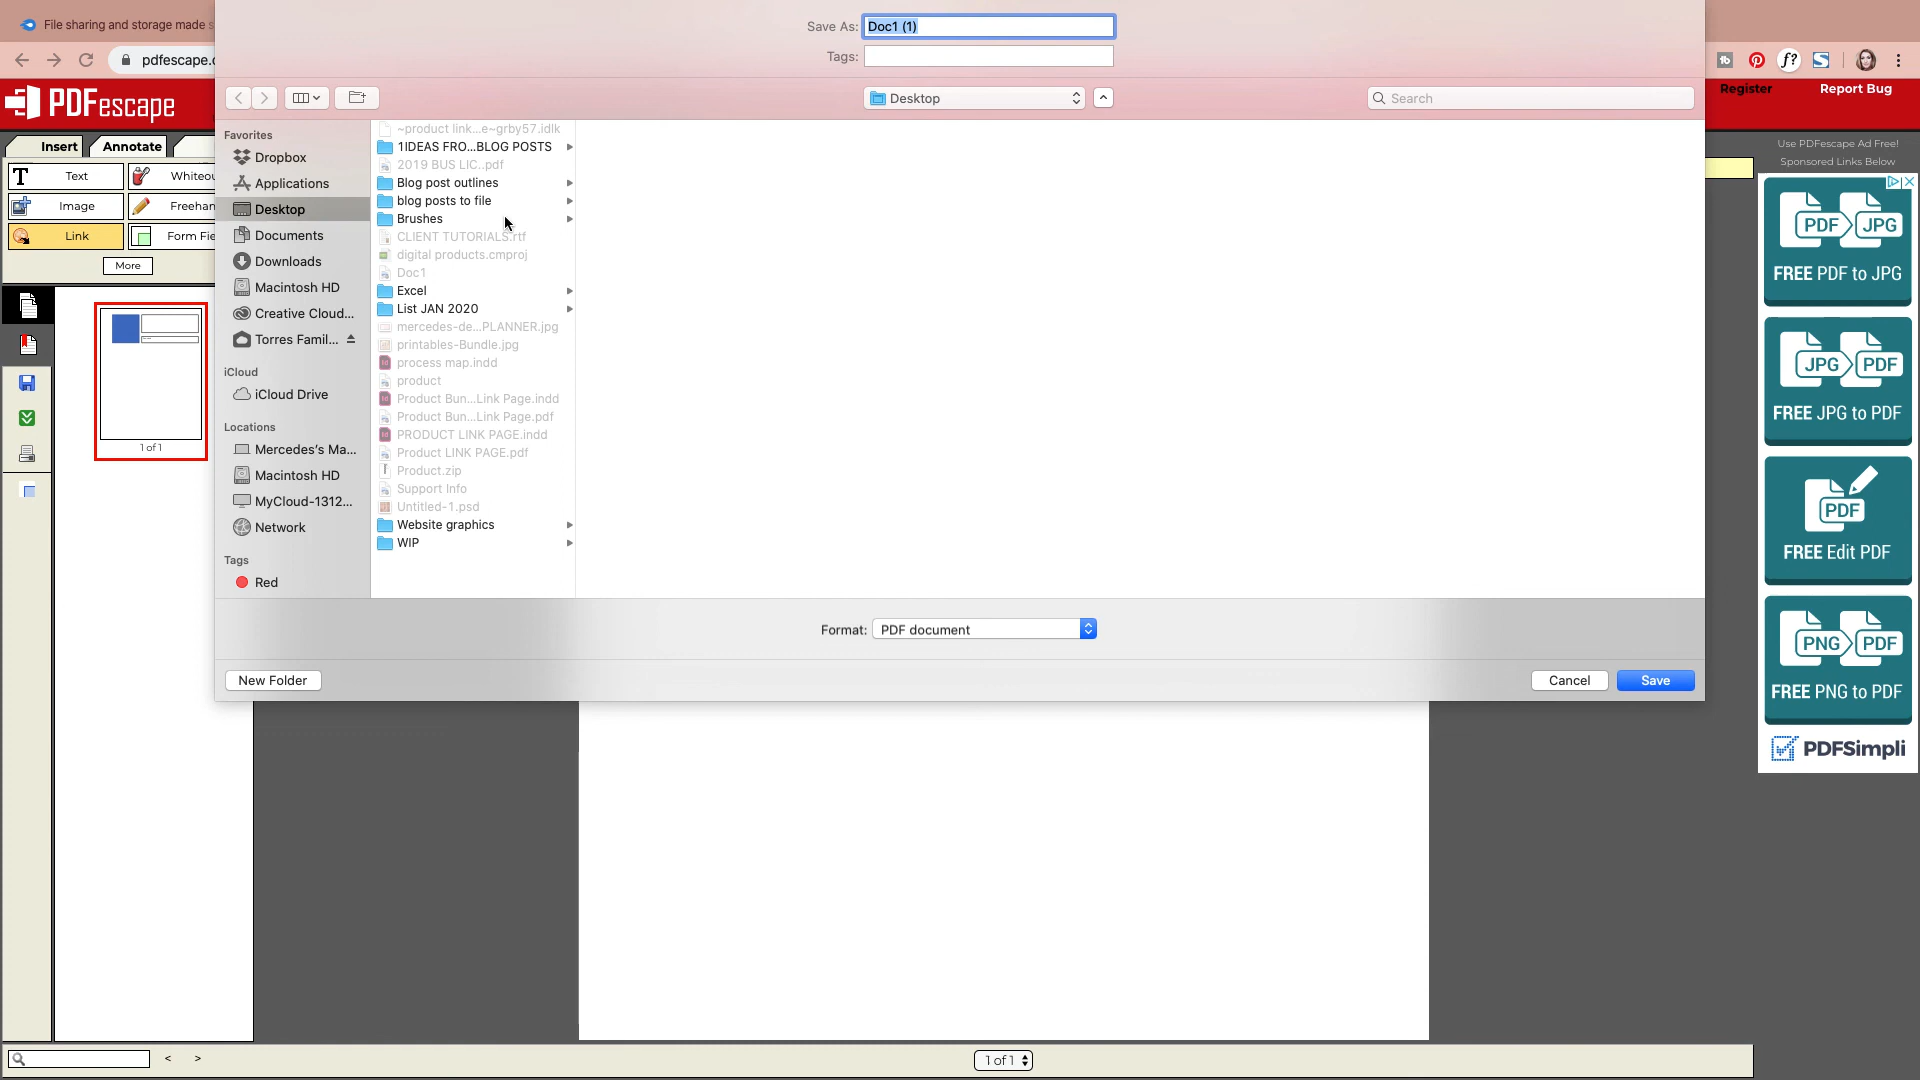 File sharing and storage made s
Save As: Doc1 (1)
Tags:
pdfescape.c
Desktop
Search
PDFescape
Register
Report Bug
Insert
Annotate
Text
Whiteou
Image
Freehan
Link
Form Fie
More
1 of 1
Favorites
Dropbox
Applications
Desktop
Documents
Downloads
Macintosh HD
Creative Cloud...
Torres Famil...
iCloud
iCloud Drive
Locations
Mercedes's Ma...
Macintosh HD
MyCloud-1312...
Network
Tags
Red
~product link...e~grby57.idlk
1IDEAS FRO...BLOG POSTS
2019 BUS LIC..pdf
Blog post outlines
blog posts to file
Brushes
CLIENT TUTORIALS.rtf
digital products.cmproj
Doc1
Excel
List JAN 2020
mercedes-de...PLANNER.jpg
printables-Bundle.jpg
process map.indd
product
Product Bun...Link Page.indd
Product Bun...Link Page.pdf
PRODUCT LINK PAGE.indd
Product LINK PAGE.pdf
Product.zip
Support Info
Untitled-1.psd
Website graphics
WIP
Format: PDF document
New Folder
Cancel
Save
Use PDFescape Ad Free!
Sponsored Links Below
PDF JPG
FREE PDF to JPG
JPG PDF
FREE JPG to PDF
PDF
FREE Edit PDF
PNG PDF
FREE PNG to PDF
PDFSimpli
< >
1 of 1